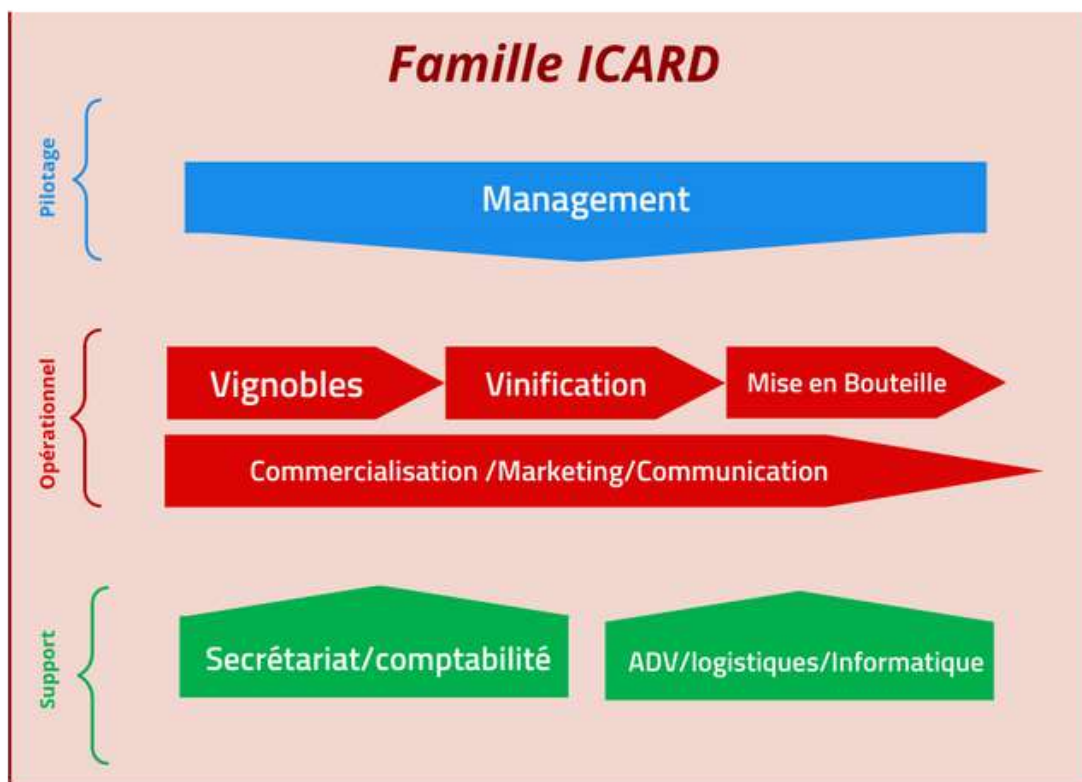 Famille ICARD
Pilotage
Management
Opérationnel
Vignobles
Vinification
Mise en Bouteille
Commercialisation /Marketing/Communication
Support
Secrétariat/comptabilité
ADV/logistiques/Informatique